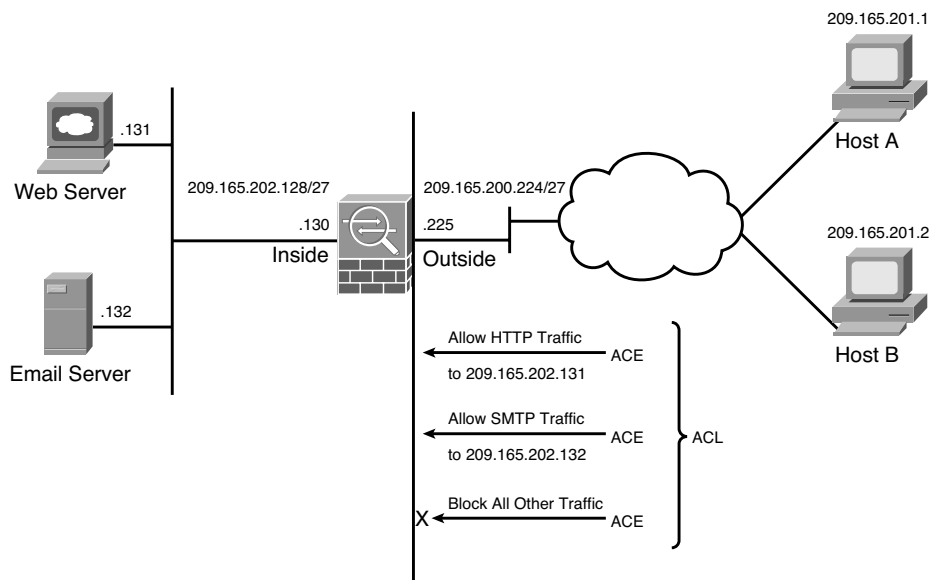 209.165.201.1
.131
Host A
Web Server
209.165.202.128/27
209.165.200.224/27
.130
.225
209.165.201.2
Inside
Outside
.132
Host B
Email Server
Allow HTTP Traffic
ACE
to 209.165.202.131
Allow SMTP Traffic
ACE
ACL
to 209.165.202.132
Block All Other Traffic
X
ACE